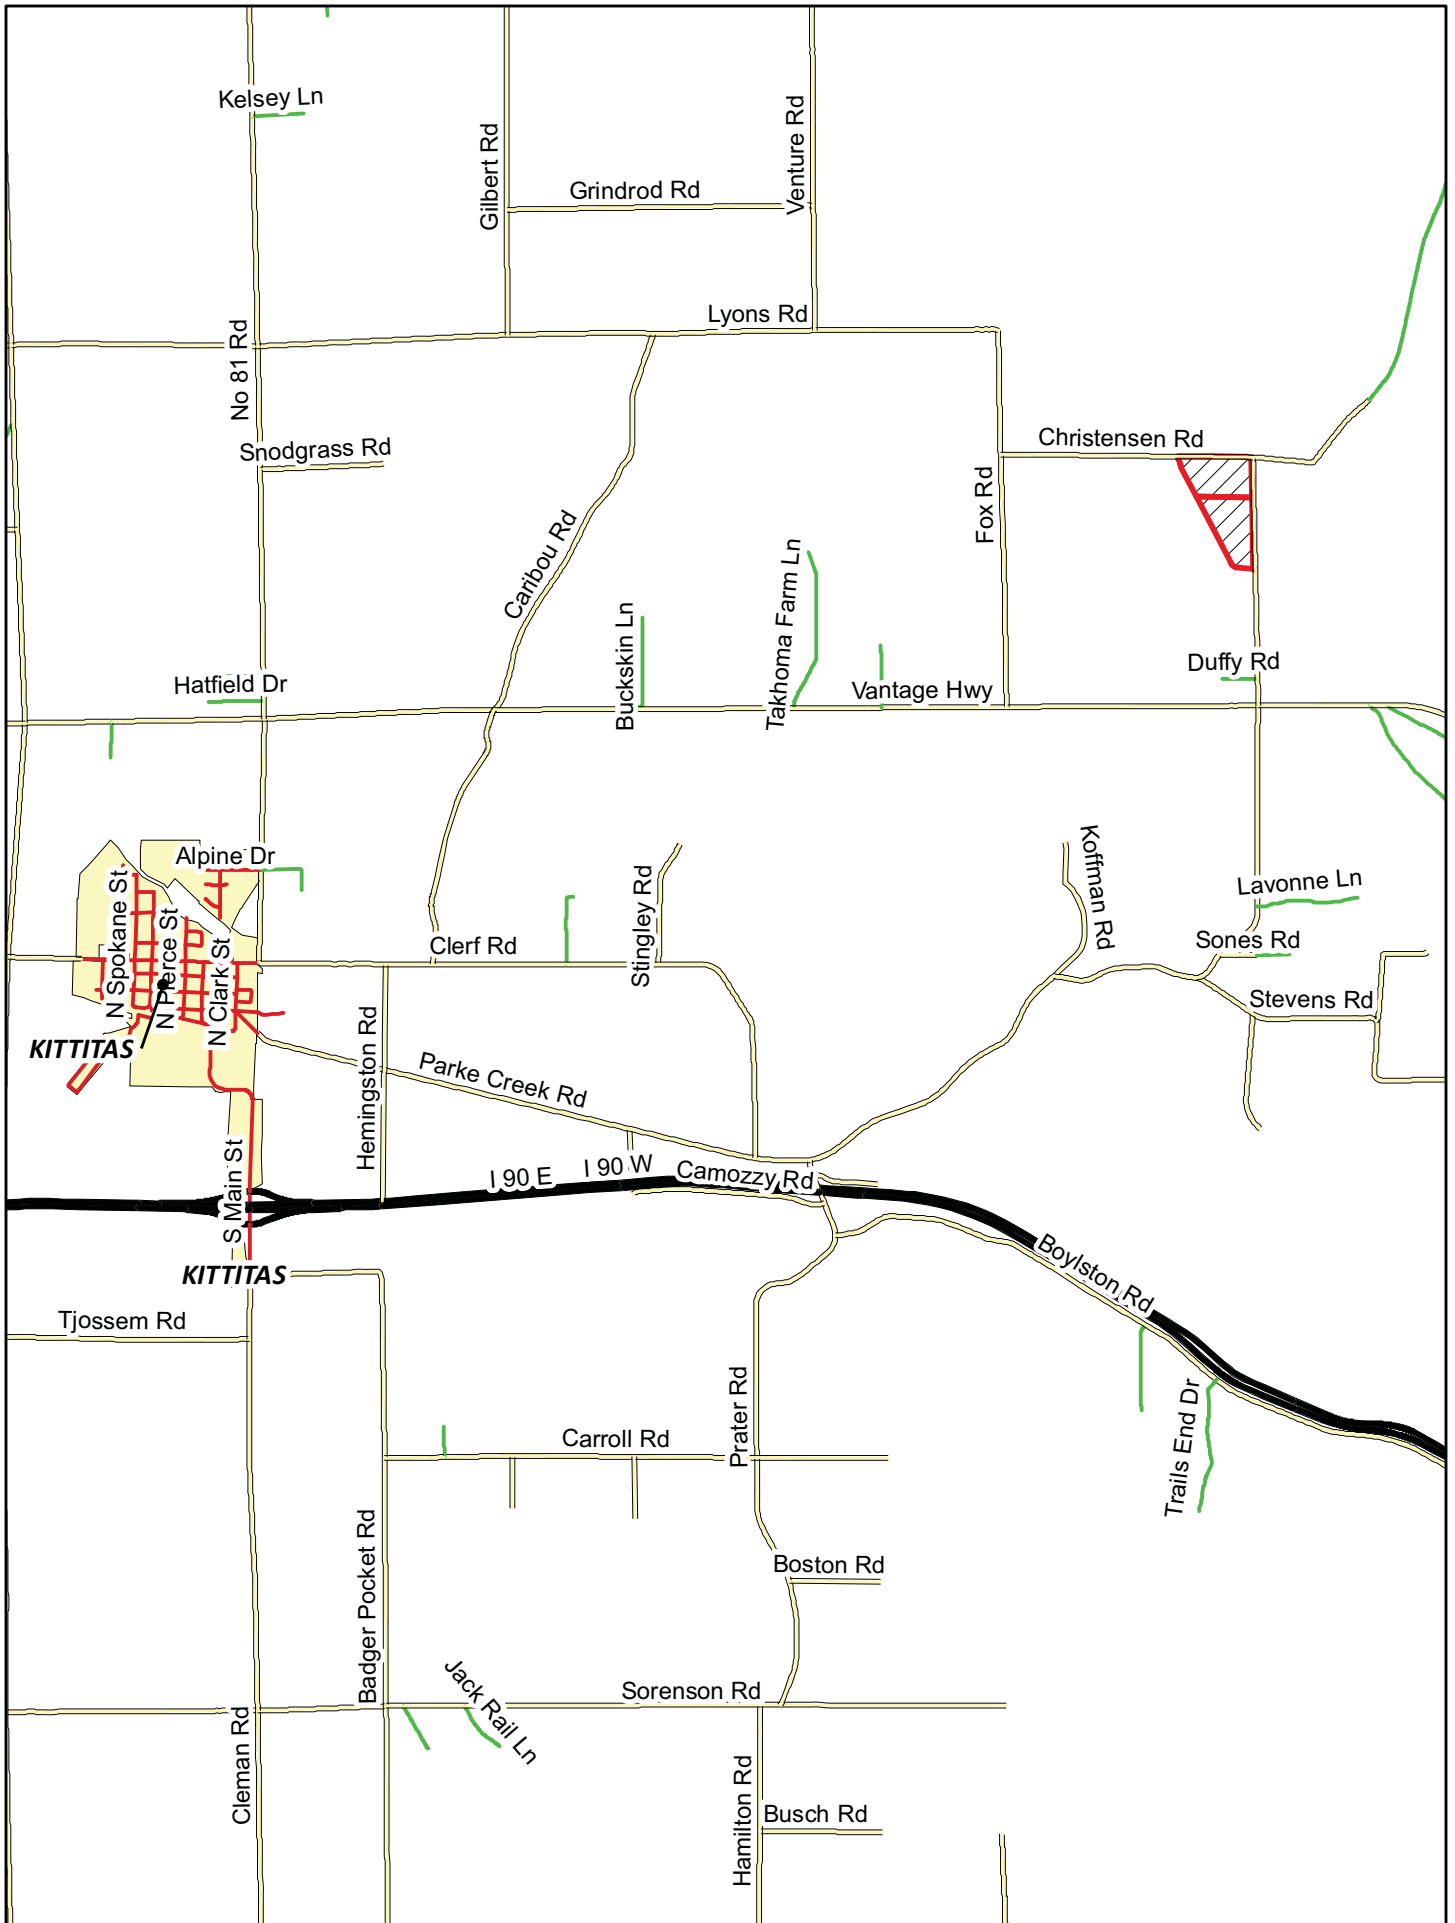 Kelsey Ln
Gilbert Rd
Venture Rd
Grindrod Rd
Lyons Rd
No 81 Rd
Snodgrass Rd
Christensen Rd
Fox Rd
Caribou Rd
Takhoma Farm Ln
Buckskin Ln
Hatfield Dr
Vantage Hwy
Duffy Rd
Alpine Dr
Koffman Rd
Lavonne Ln
N Spokane St
N Pierce St
N Clark St
Clerf Rd
Stingley Rd
Sones Rd
Stevens Rd
KITTITAS
Hemingston Rd
Parke Creek Rd
S Main St
I 90 E
I 90 W
Camozzy Rd
KITTITAS
Boylston Rd
Tjossem Rd
Prater Rd
Trails End Dr
Carroll Rd
Badger Pocket Rd
Boston Rd
Jack Rail Ln
Sorenson Rd
Cleman Rd
Hamilton Rd
Busch Rd